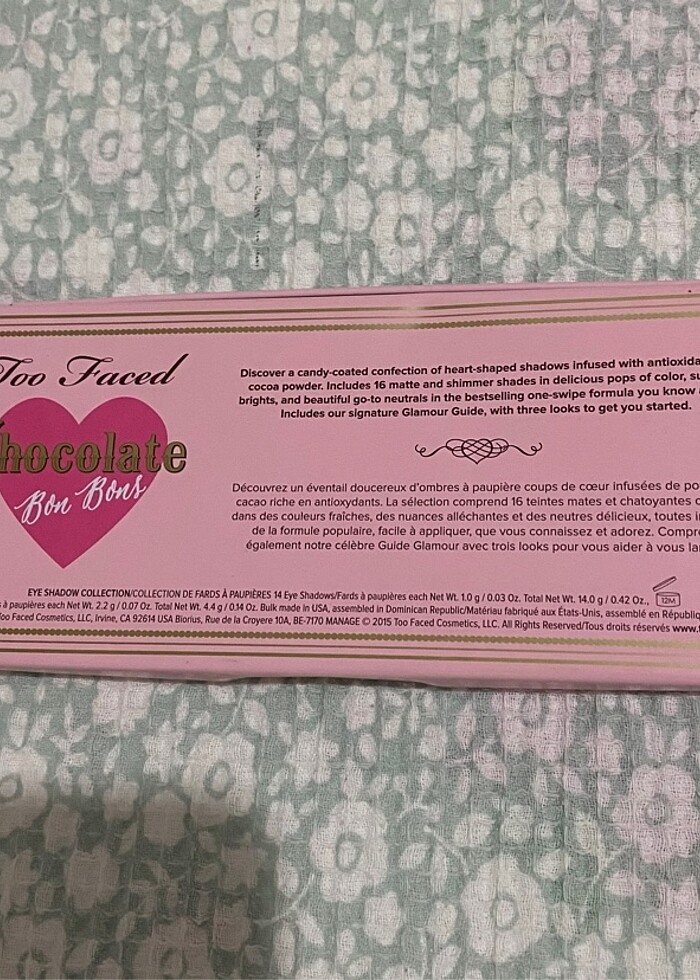 Too Faced
Chocolate
Bon Bons
Discover a candy-coated confection of heart-shaped shadows infused with
cocoa powder. Includes 16 matte and shimmer shades in delicious pops of color,
brights, and beautiful go-to neutrals in the bestselling one-swipe formula you know
Includes our signature Glamour Guide, with three looks to get you started.
Découvrez un éventail doucereux d'ombres à paupière coups de cœur infusées de
cacao riche en antioxydants. La sélection comprend 16 teintes mates et chatoyantes
dans des couleurs fraîches, des nuances alléchantes et des neutres délicieux, toutes
de la formule populaire, facile à appliquer, que vous connaissez et adorez.
également notre célèbre Guide Glamour avec trois looks pour vous aider à vous
EYE SHADOW COLLECTION/COLLECTION DE FARDS À PAUPIÈRES 14 Eye Shadows/Fards à paupières each Net Wt. 1.0 g / 0.03 Oz. Total Net Wt. 14.0 g / 0.42 Oz., 12M
à paupières each Net Wt. 2.2 g / 0.07 Oz. Total Net Wt. 4.4 g / 0.14 Oz. Bulk made in USA, assembled in Dominican Republic/Matériau fabriqué aux États-Unis, assemblé en
Too Faced Cosmetics, LLC, Irvine, CA 92614 USA Biorius, Rue de la Croyere 10A, BE-7170 MANAGE © 2015 Too Faced Cosmetics, LLC. All Rights Reserved/Tous droits réservés